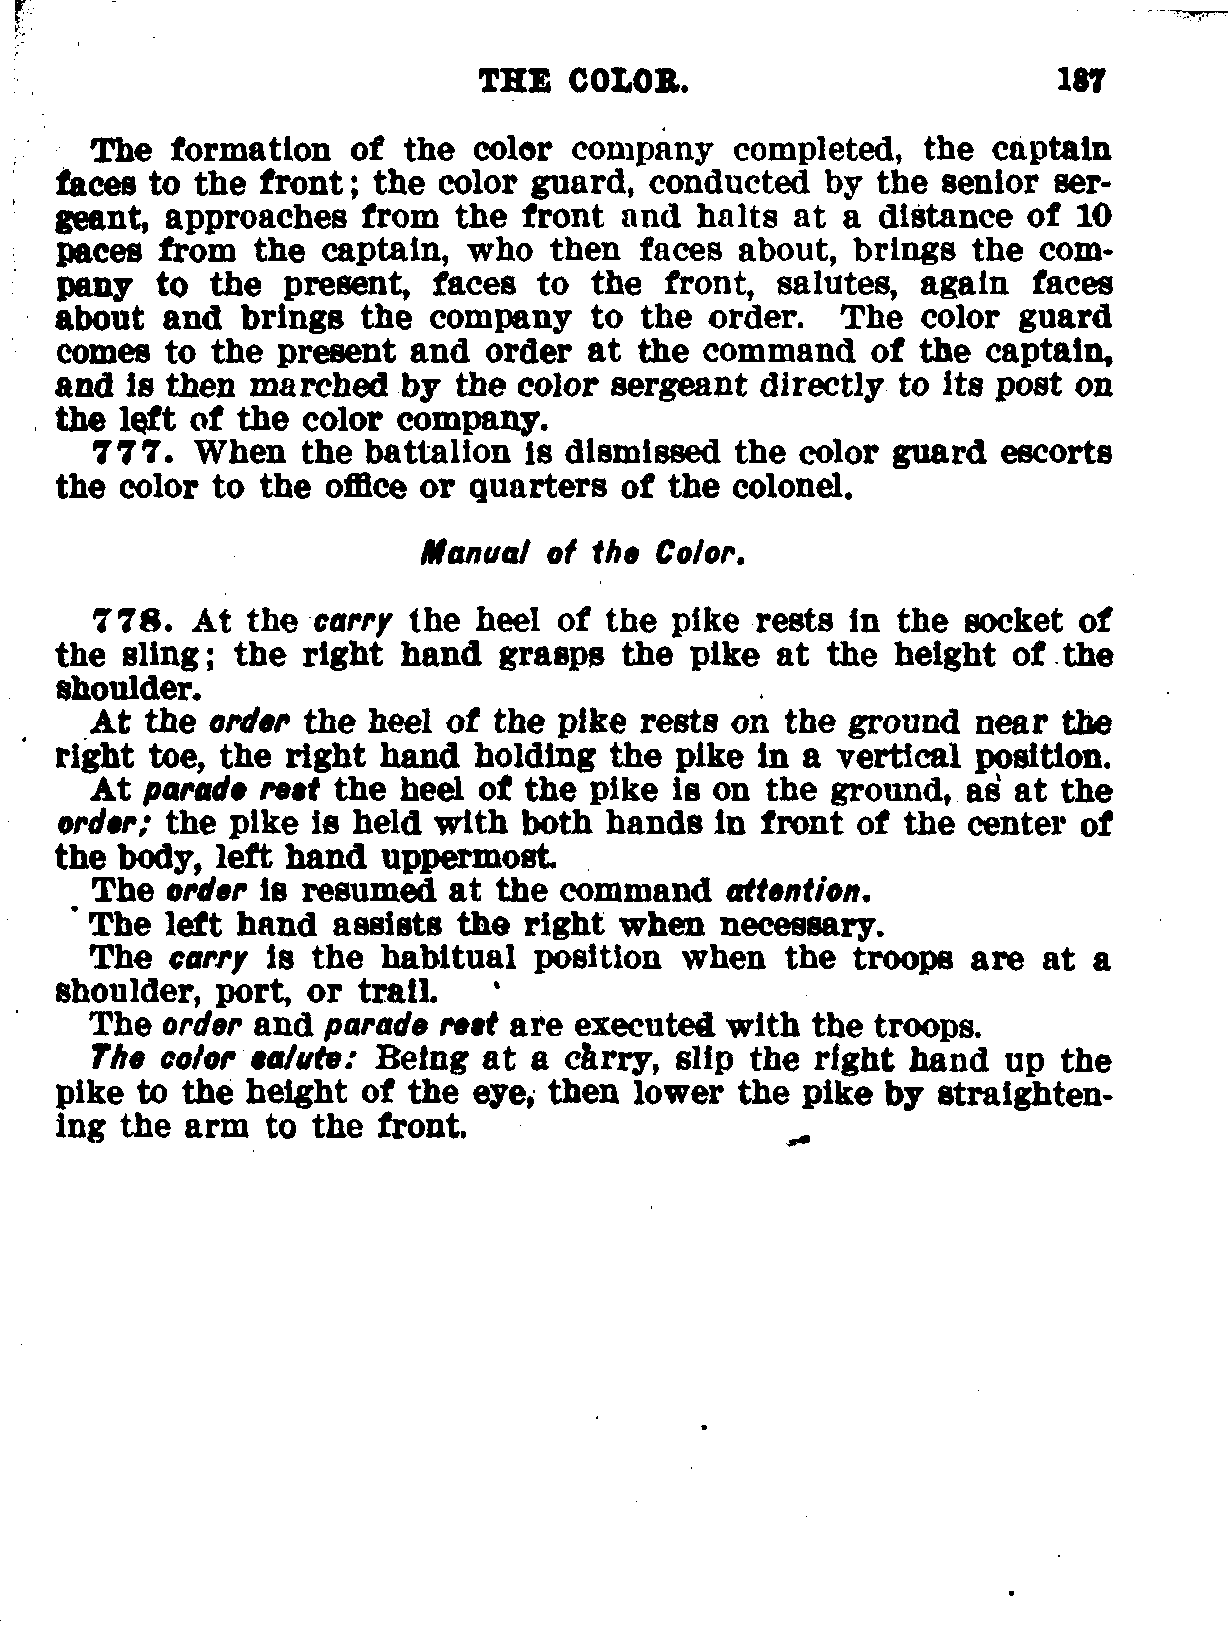 THE COLOR. 187
The formation of the color company completed, the captain
faces to the front; the color guard, conducted by the senior ser-
geant, approaches from the front and halts at a distance of 10
paces from the captain, who then faces about, brings the com-
pany to the present, faces to the front, salutes, again faces
about and brings the company to the order. The color guard
comes to the present and order at the command of the captain,
and is then marched by the color sergeant directly to its post on
the left of the color company.
777. When the battalion is dismissed the color guard escorts
the color to the office or quarters of the colonel.
Manual of the Color.
778. At the carry the heel of the pike rests in the socket of
the sling; the right hand grasps the pike at the height of the
shoulder.
At the order the heel of the pike rests on the ground near the
right toe, the right hand holding the pike in a vertical position.
At parade rest the heel of the pike is on the ground, as at the
order; the pike is held with both hands in front of the center of
the body, left hand uppermost.
The order is resumed at the command attention.
The left hand assists the right when necessary.
The carry is the habitual position when the troops are at a
shoulder, port, or trail.
The order and parade rest are executed with the troops.
The color salute: Being at a carry, slip the right hand up the
pike to the height of the eye, then lower the pike by straighten-
ing the arm to the front.